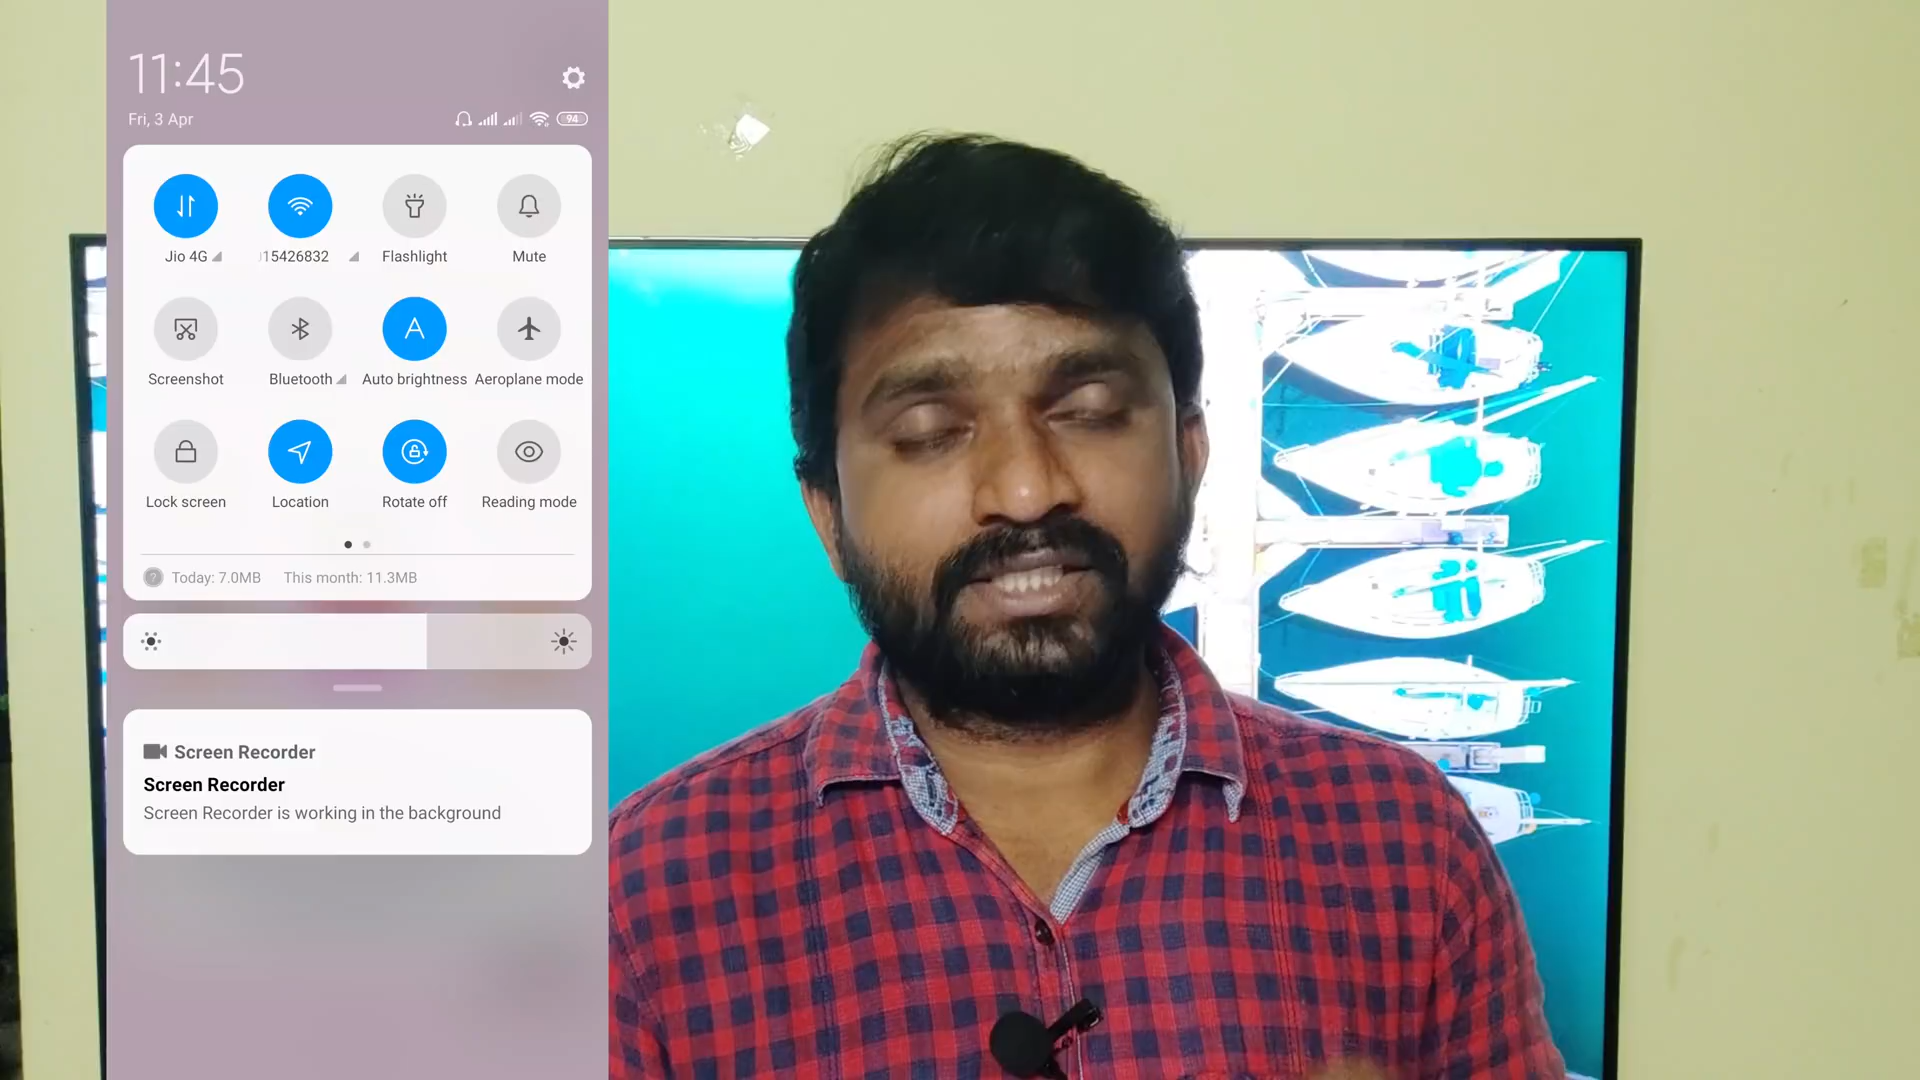 11:45
Fri, 3 Apr
94
Jio 4G
15426832
Flashlight
Mute
Screenshot
Bluetooth
Auto brightness
Aeroplane mode
Lock screen
Location
Rotate off
Reading mode
Today: 7.0MB This month: 11.3MB
Screen Recorder
Screen Recorder
Screen Recorder is working in the background